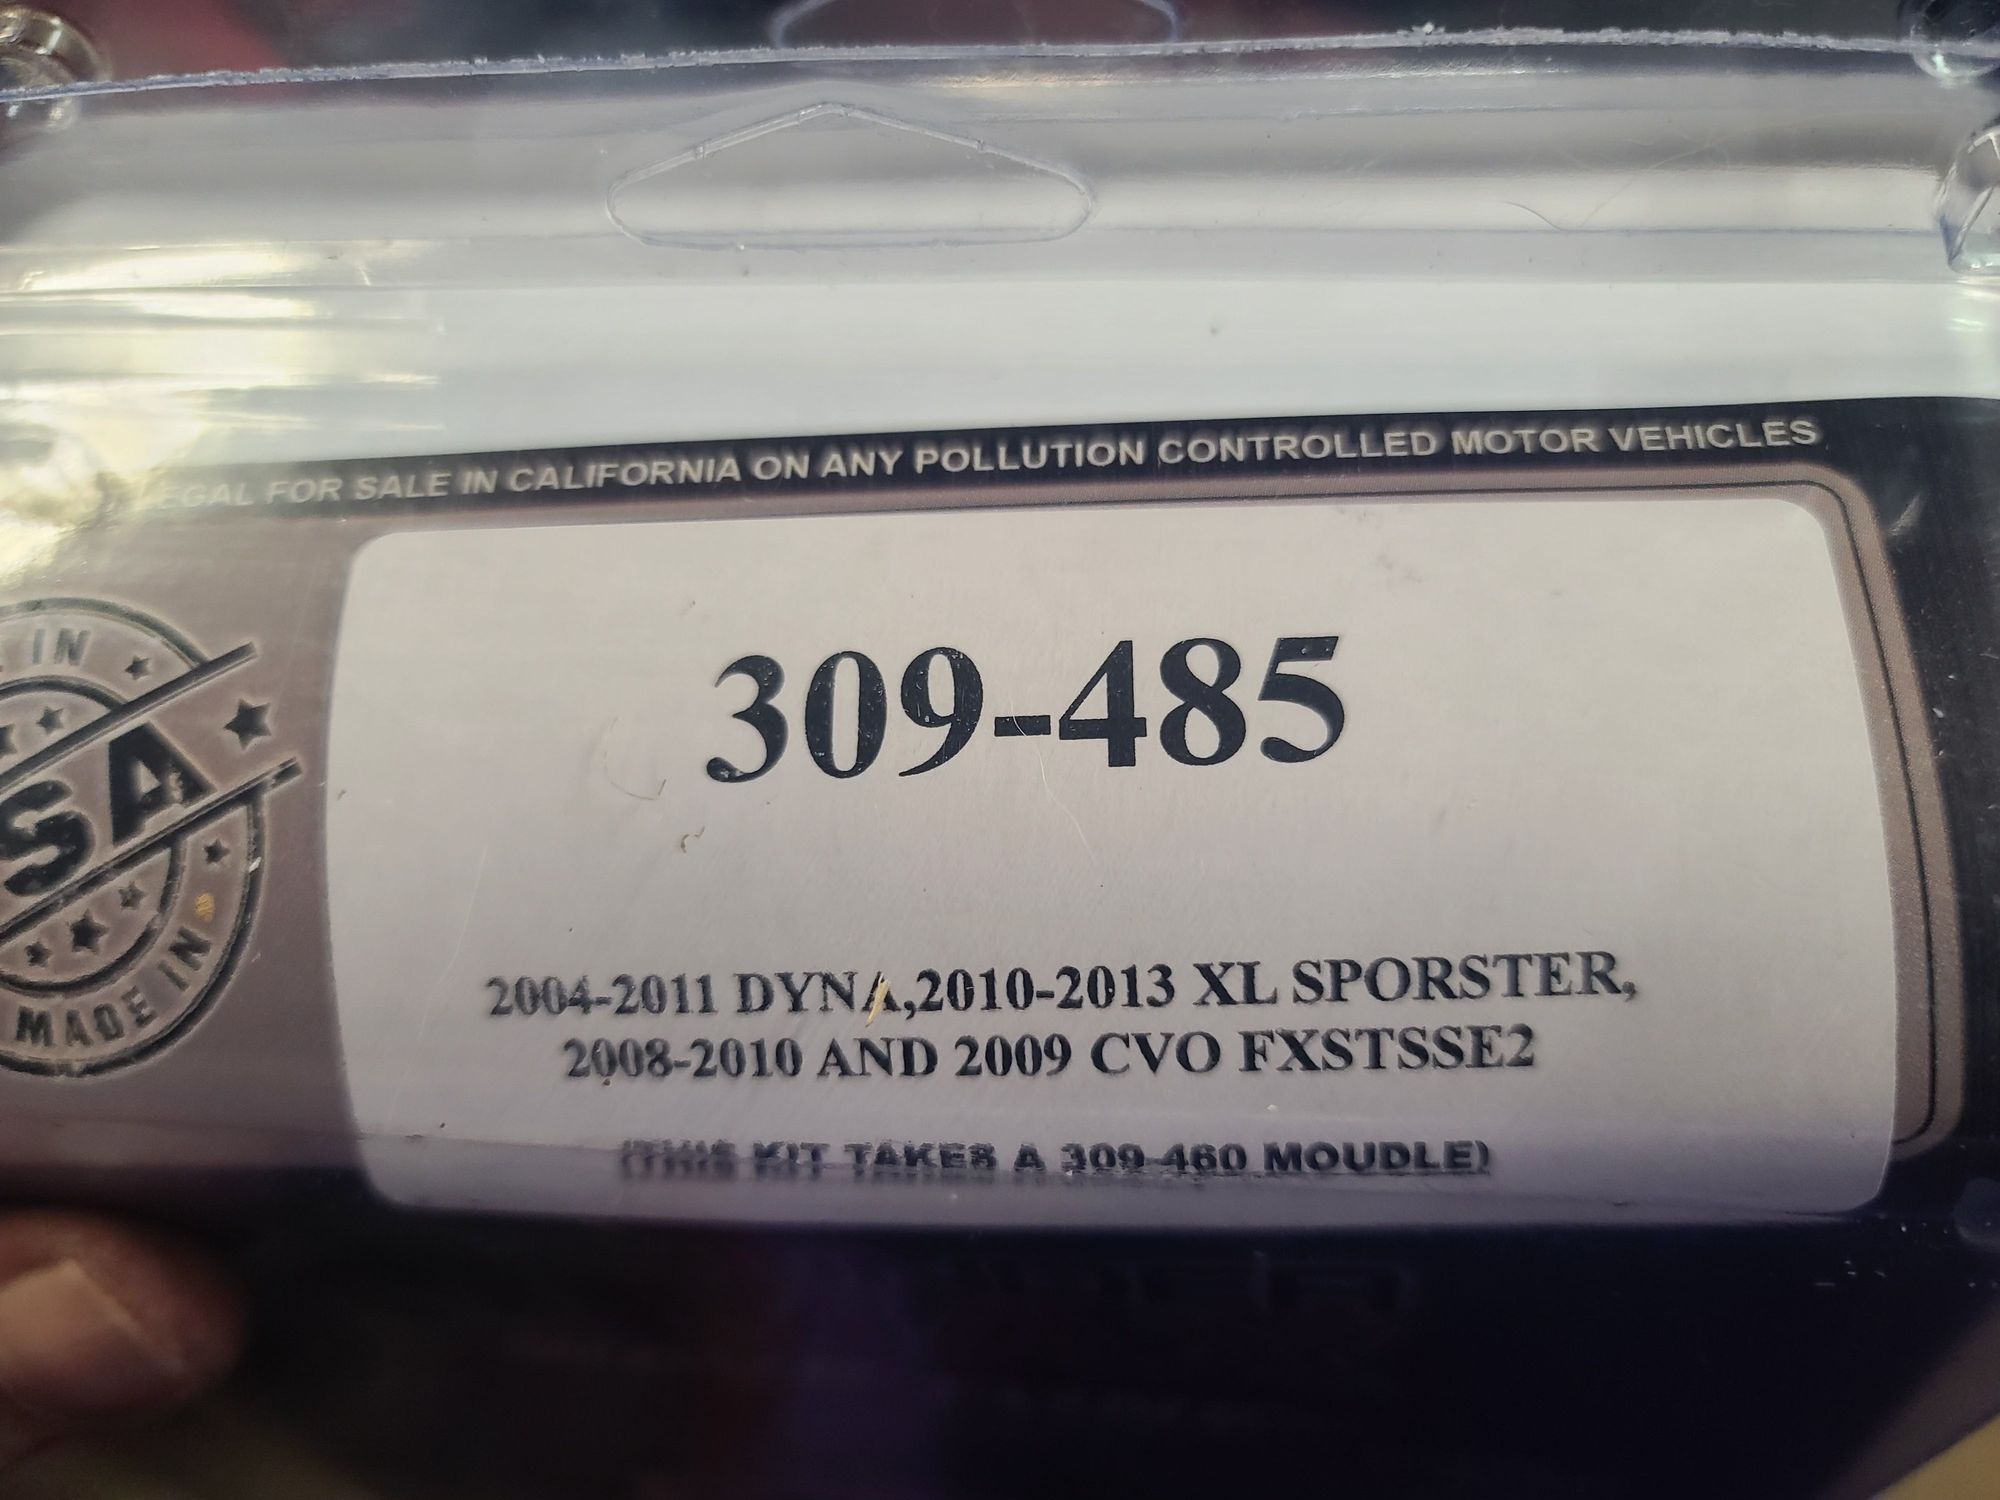 EGAL FOR SALE IN CALIFORNIA ON ANY POLLUTION CONTROLLED MOTOR VEHICLES
309-485
IN
SA
MADE IN
2004-2011 DYNA,2010-2013 XL SPORSTER,
2008-2010 AND 2009 CVO FXSTSSE2
(THIS KIT TAKES A 309-460 MOUDLE)